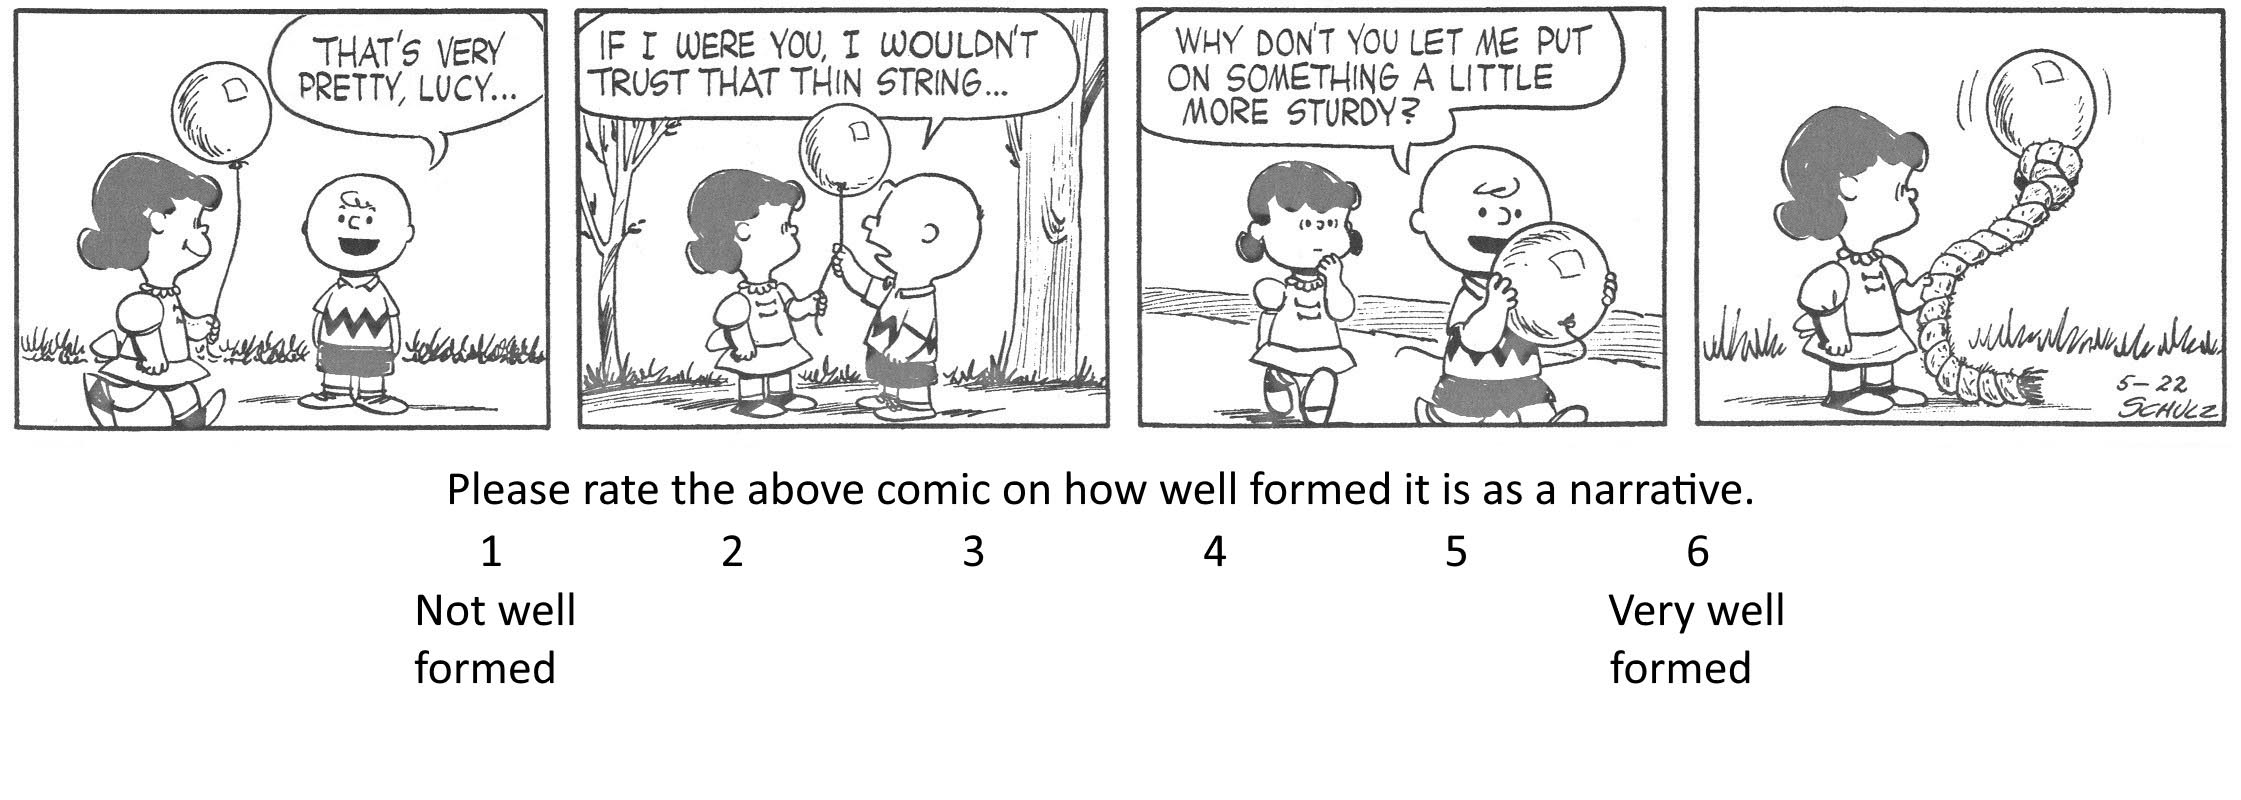 THAT'S VERY
PRETTY, LUCY...
IF I WERE YOU, I WOULDN'T
TRUST THAT THIN STRING...
WHY DON'T YOU LET ME PUT
ON SOMETHING A LITTLE
MORE STURDY?
5-22
SCHULZ
Please rate the above comic on how well formed it is as a narrative.
1 2 3 4 5 6
Not well
formed
Very well
formed